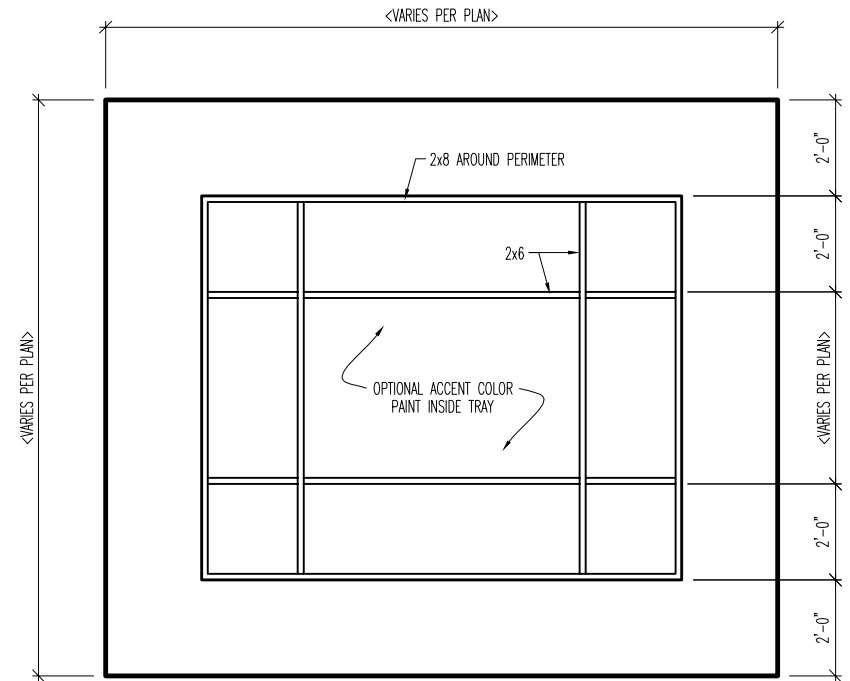 <VARIES PER PLAN>
2x8 AROUND PERIMETER
2'-0"
2x6
2'-0"
<VARIES PER PLAN>
<VARIES PER PLAN>
OPTIONAL ACCENT COLOR
PAINT INSIDE TRAY
2'-0"
2'-0"